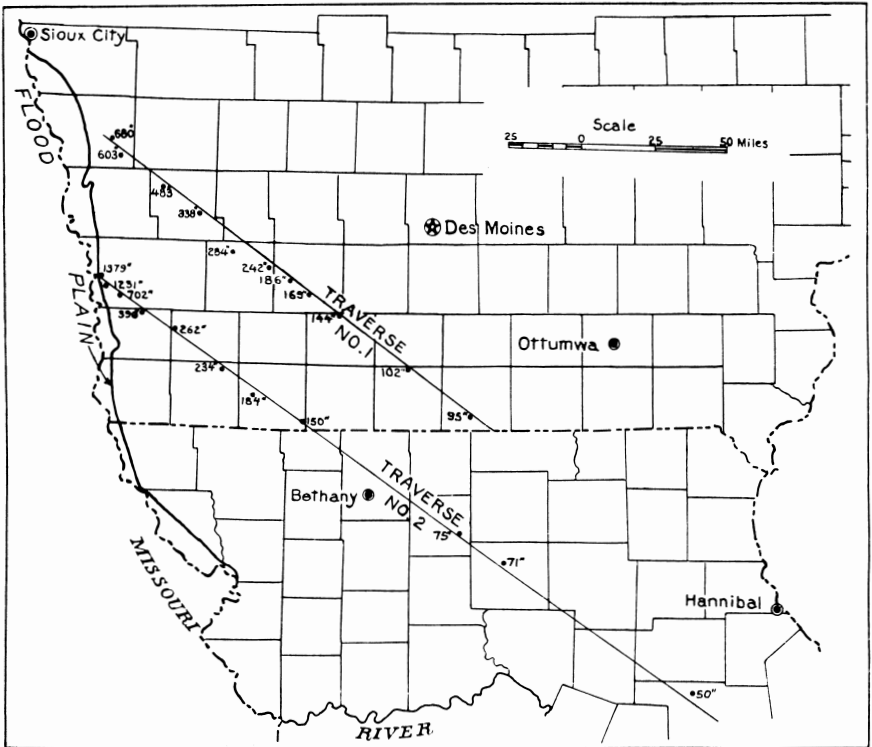 Sioux City
FLOOD
PLAIN
Scale
25 0 25 50 Miles
680"
603"
483"
338"
Des Moines
284"
242"
186"
169"
144"
TRAVERSE
NO. 1
Ottumwa
102"
95"
1379"
1231"
702"
262"
234"
184"
150"
Bethany
TRAVERSE
NO. 2
75"
71"
Hannibal
50"
MISSOURI
RIVER